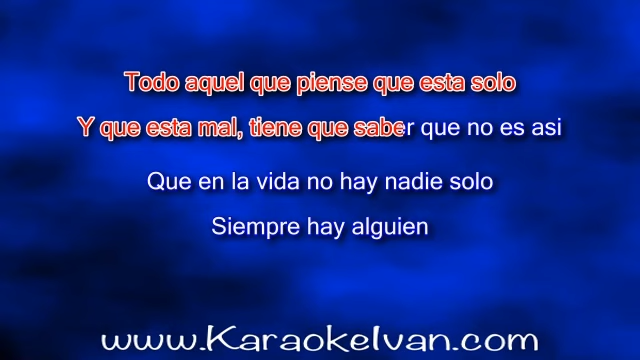 Todo aquel que piense que esta solo
Y que esta mal, tiene que saber que no es asi
Que en la vida no hay nadie solo
Siempre hay alguien
www.KaraokeIvan.com